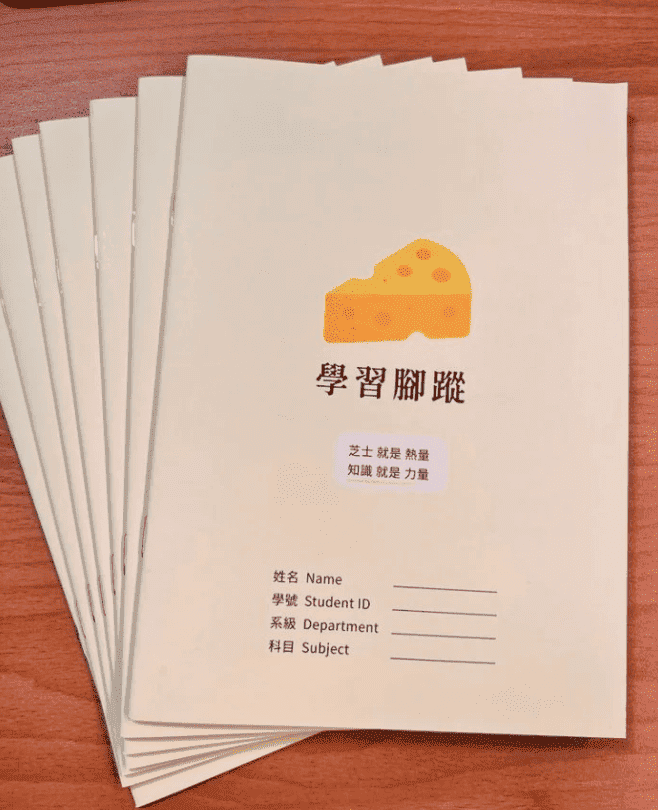 學習腳蹤
芝士 就是 熱量
知識 就是 力量
姓名 Name
學號 Student ID
系級 Department
科目 Subject